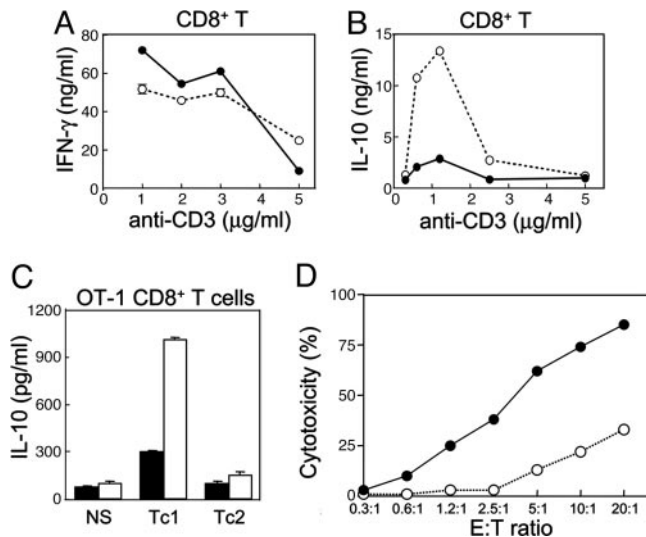 A
CD8+ T
IFN-γ (ng/ml)
80
60
40
20
0
1 2 3 4 5
anti-CD3 (μg/ml)
B
CD8+ T
IL-10 (ng/ml)
15
10
5
0
0 1 2 3 4 5
anti-CD3 (μg/ml)
C
OT-1 CD8+ T cells
IL-10 (pg/ml)
1200
900
600
300
0
NS Tc1 Tc2
D
Cytotoxicity (%)
100
75
50
25
0
0.3:1 0.6:1 1.2:1 2.5:1 5:1 10:1 20:1
E:T ratio